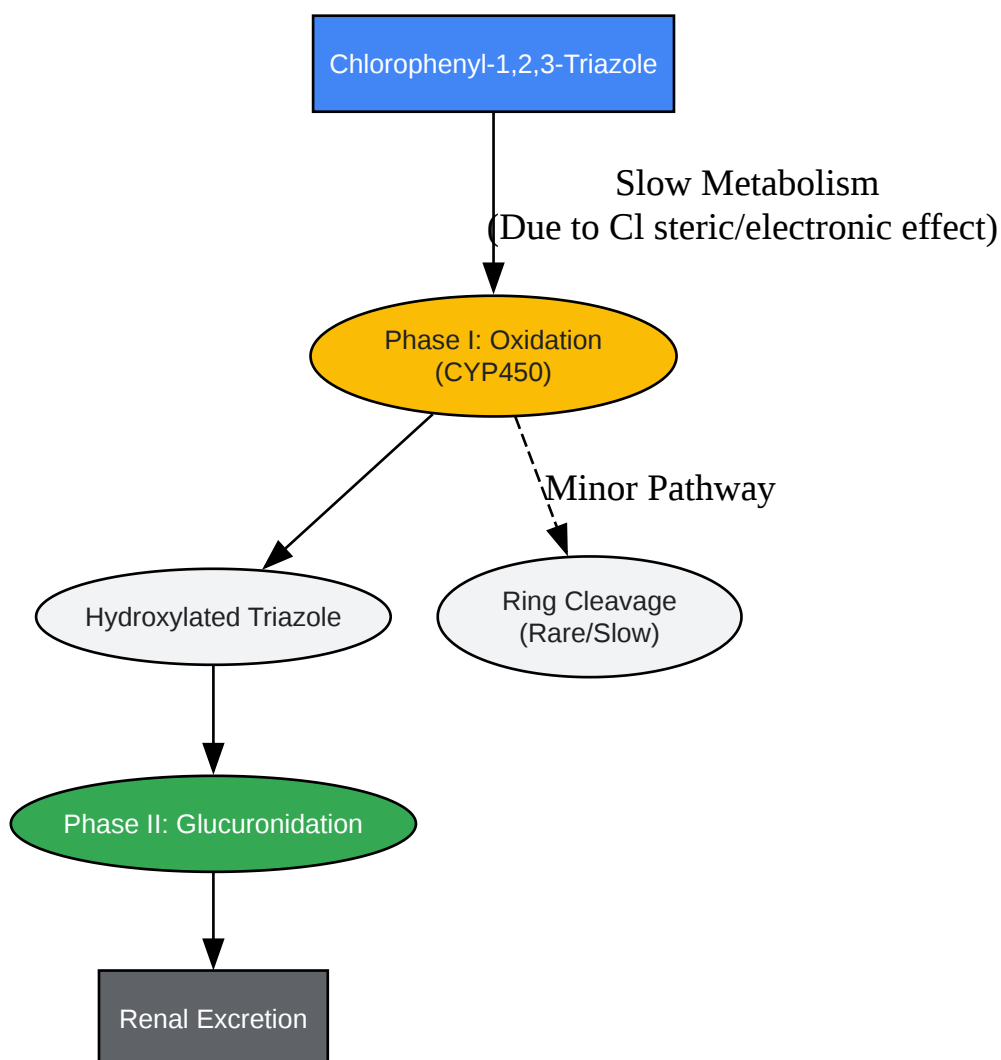 Chlorophenyl-1,2,3-Triazole
Slow Metabolism
(Due to Cl steric/electronic effect)
Phase I: Oxidation
(CYP450)
Minor Pathway
Hydroxylated Triazole
Ring Cleavage
(Rare/Slow)
Phase II: Glucuronidation
Renal Excretion